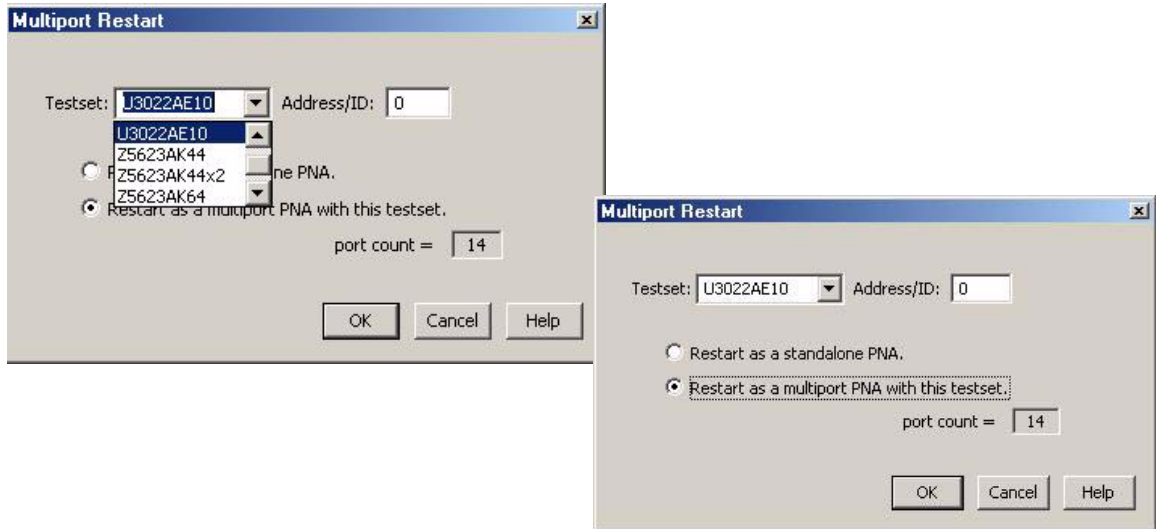 Multiport Restart
Testset: U3022AE10 Address/ID: 0
U3022AE10
Z5623AK44
Z5623AK44x2
Z5623AK64
ne PNA.
Restart as a multiport PNA with this testset.
port count = 14
OK Cancel Help
Multiport Restart
Testset: U3022AE10 Address/ID: 0
Restart as a standalone PNA.
Restart as a multiport PNA with this testset.
port count = 14
OK Cancel Help